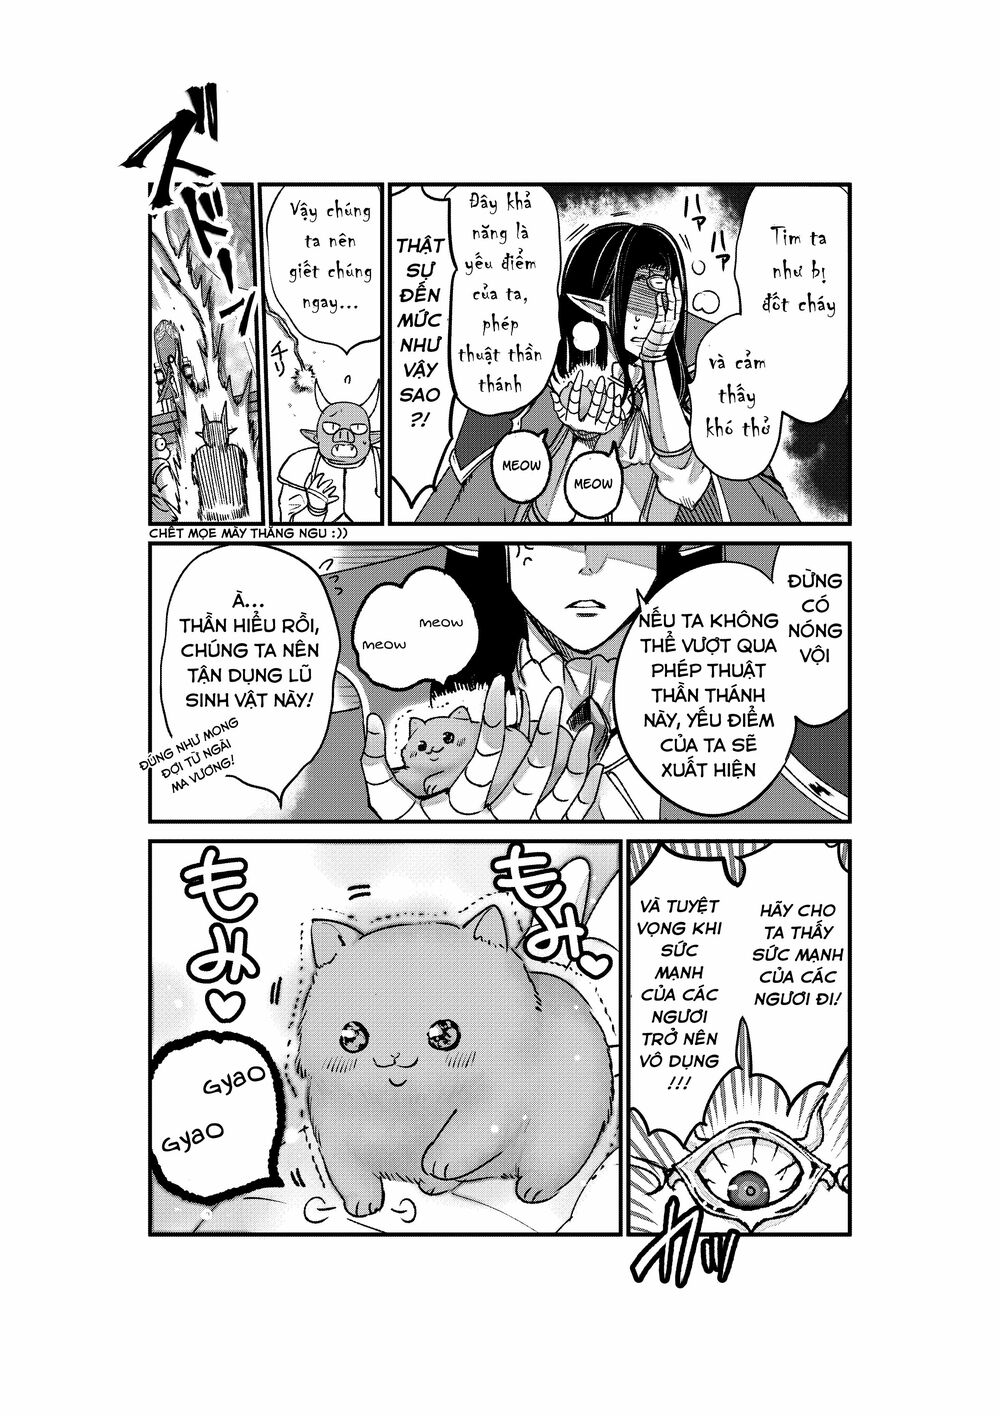 Tim ta
như bị
đốt cháy
và cảm
thấy
khó thở
ハァ
ハァ
Đây khả
năng là
yếu điểm
của ta,
phép
thuật thần
thánh
MEOW
MEOW
THẬT
SỰ
ĐẾN
MỨC
NHƯ
VẬY
SAO
?!
Vậy chúng
ta nên
giết chúng
ngay...
チリ
ズドドド
CHẾT MỌE MÀY THẰNG NGU :))
ĐỪNG
CÓ
NÓNG
VỘI
NẾU TA KHÔNG
THỂ VƯỢT QUA
PHÉP THUẬT
THẦN THÁNH
NÀY, YẾU ĐIỂM
CỦA TA SẼ
XUẤT HIỆN
meow
meow
À...
THẦN HIỂU RỒI,
CHÚNG TA NÊN
TẬN DỤNG LŨ
SINH VẬT NÀY!
ĐÚNG NHƯ MONG
ĐỢI TỪ NGÀI
MA VƯƠNG!
HÃY CHO
TA THẤY
SỨC MẠNH
CỦA CÁC
NGƯƠI ĐI!
VÀ TUYỆT
VỌNG KHI
SỨC
MẠNH
CỦA CÁC
NGƯƠI
TRỞ NÊN
VÔ DỤNG
!!!
カッ
もみ♡
もみ♡
Gyao
Gyao